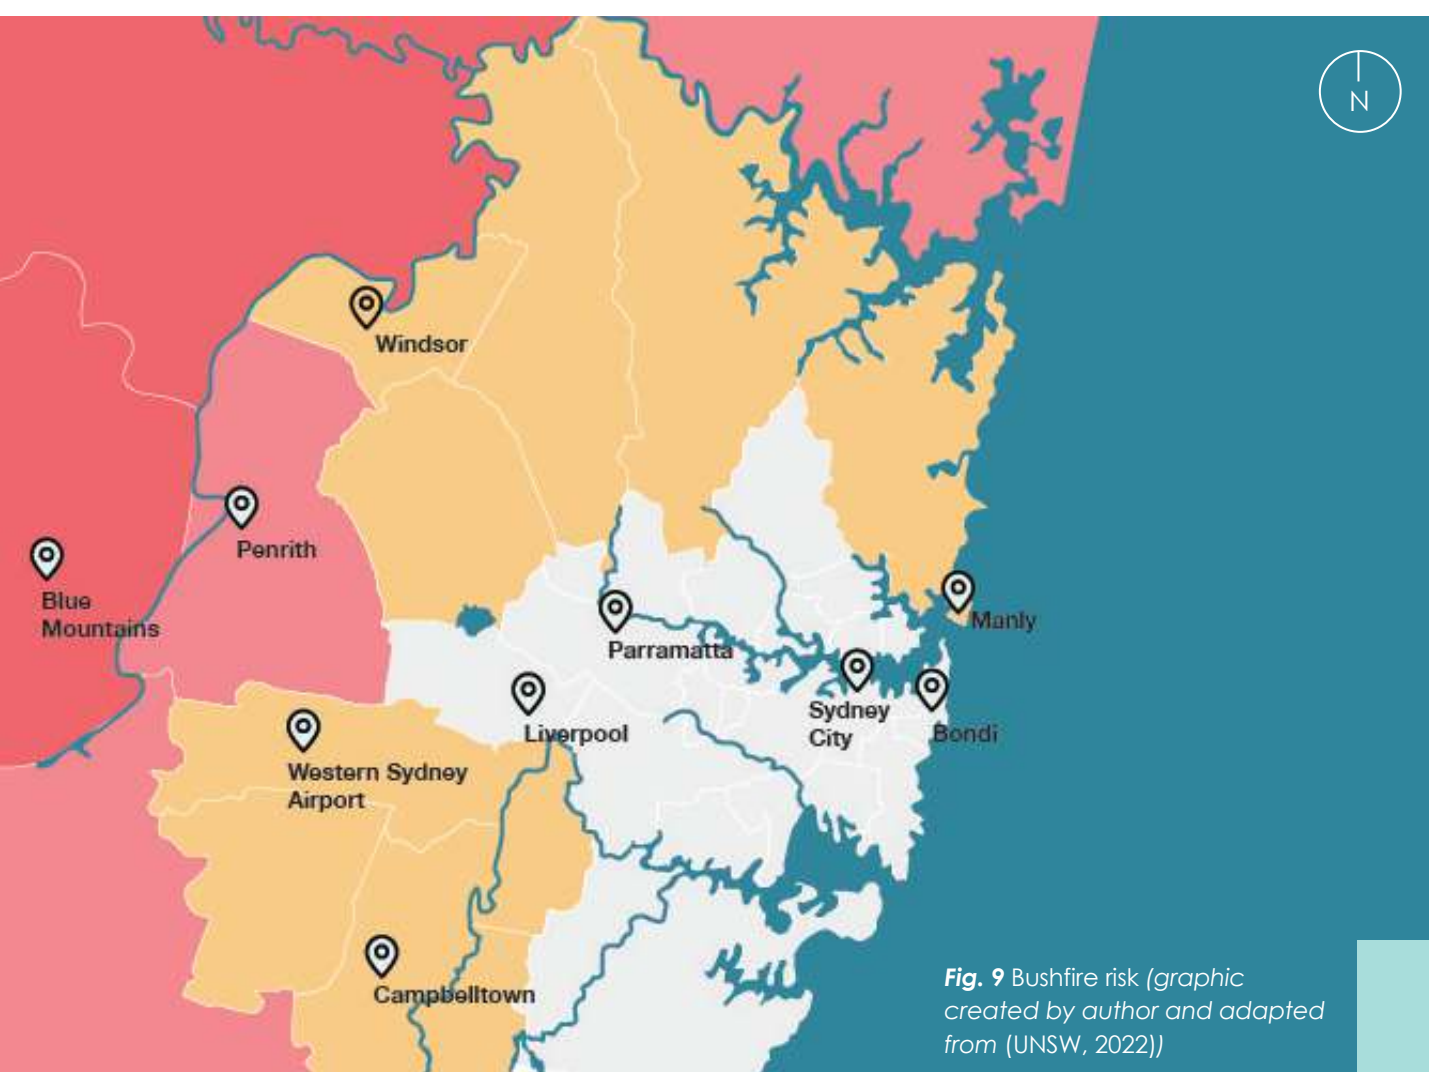 N
Windsor
Penrith
Blue
Mountains
Manly
Parramatta
Sydney
City
Liverpool
Bondi
Western Sydney
Airport
Campbelltown
Fig. 9 Bushfire risk (graphic
created by author and adapted
from (UNSW, 2022))